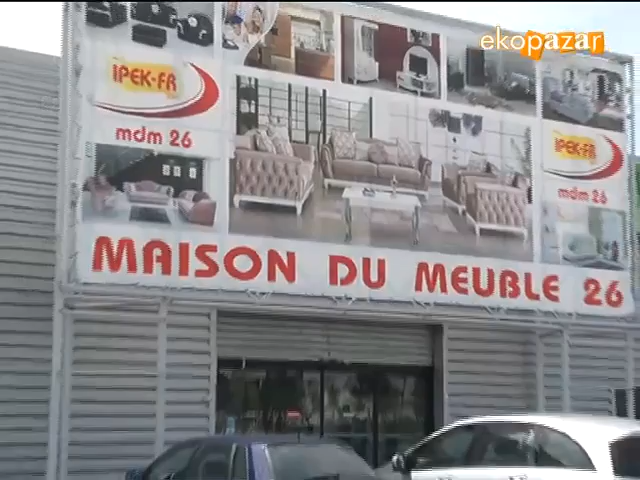 ekopazar
IPEK-FR
mdm 26
IPEK-FR
mdm 26
MAISON DU MEUBLE 26